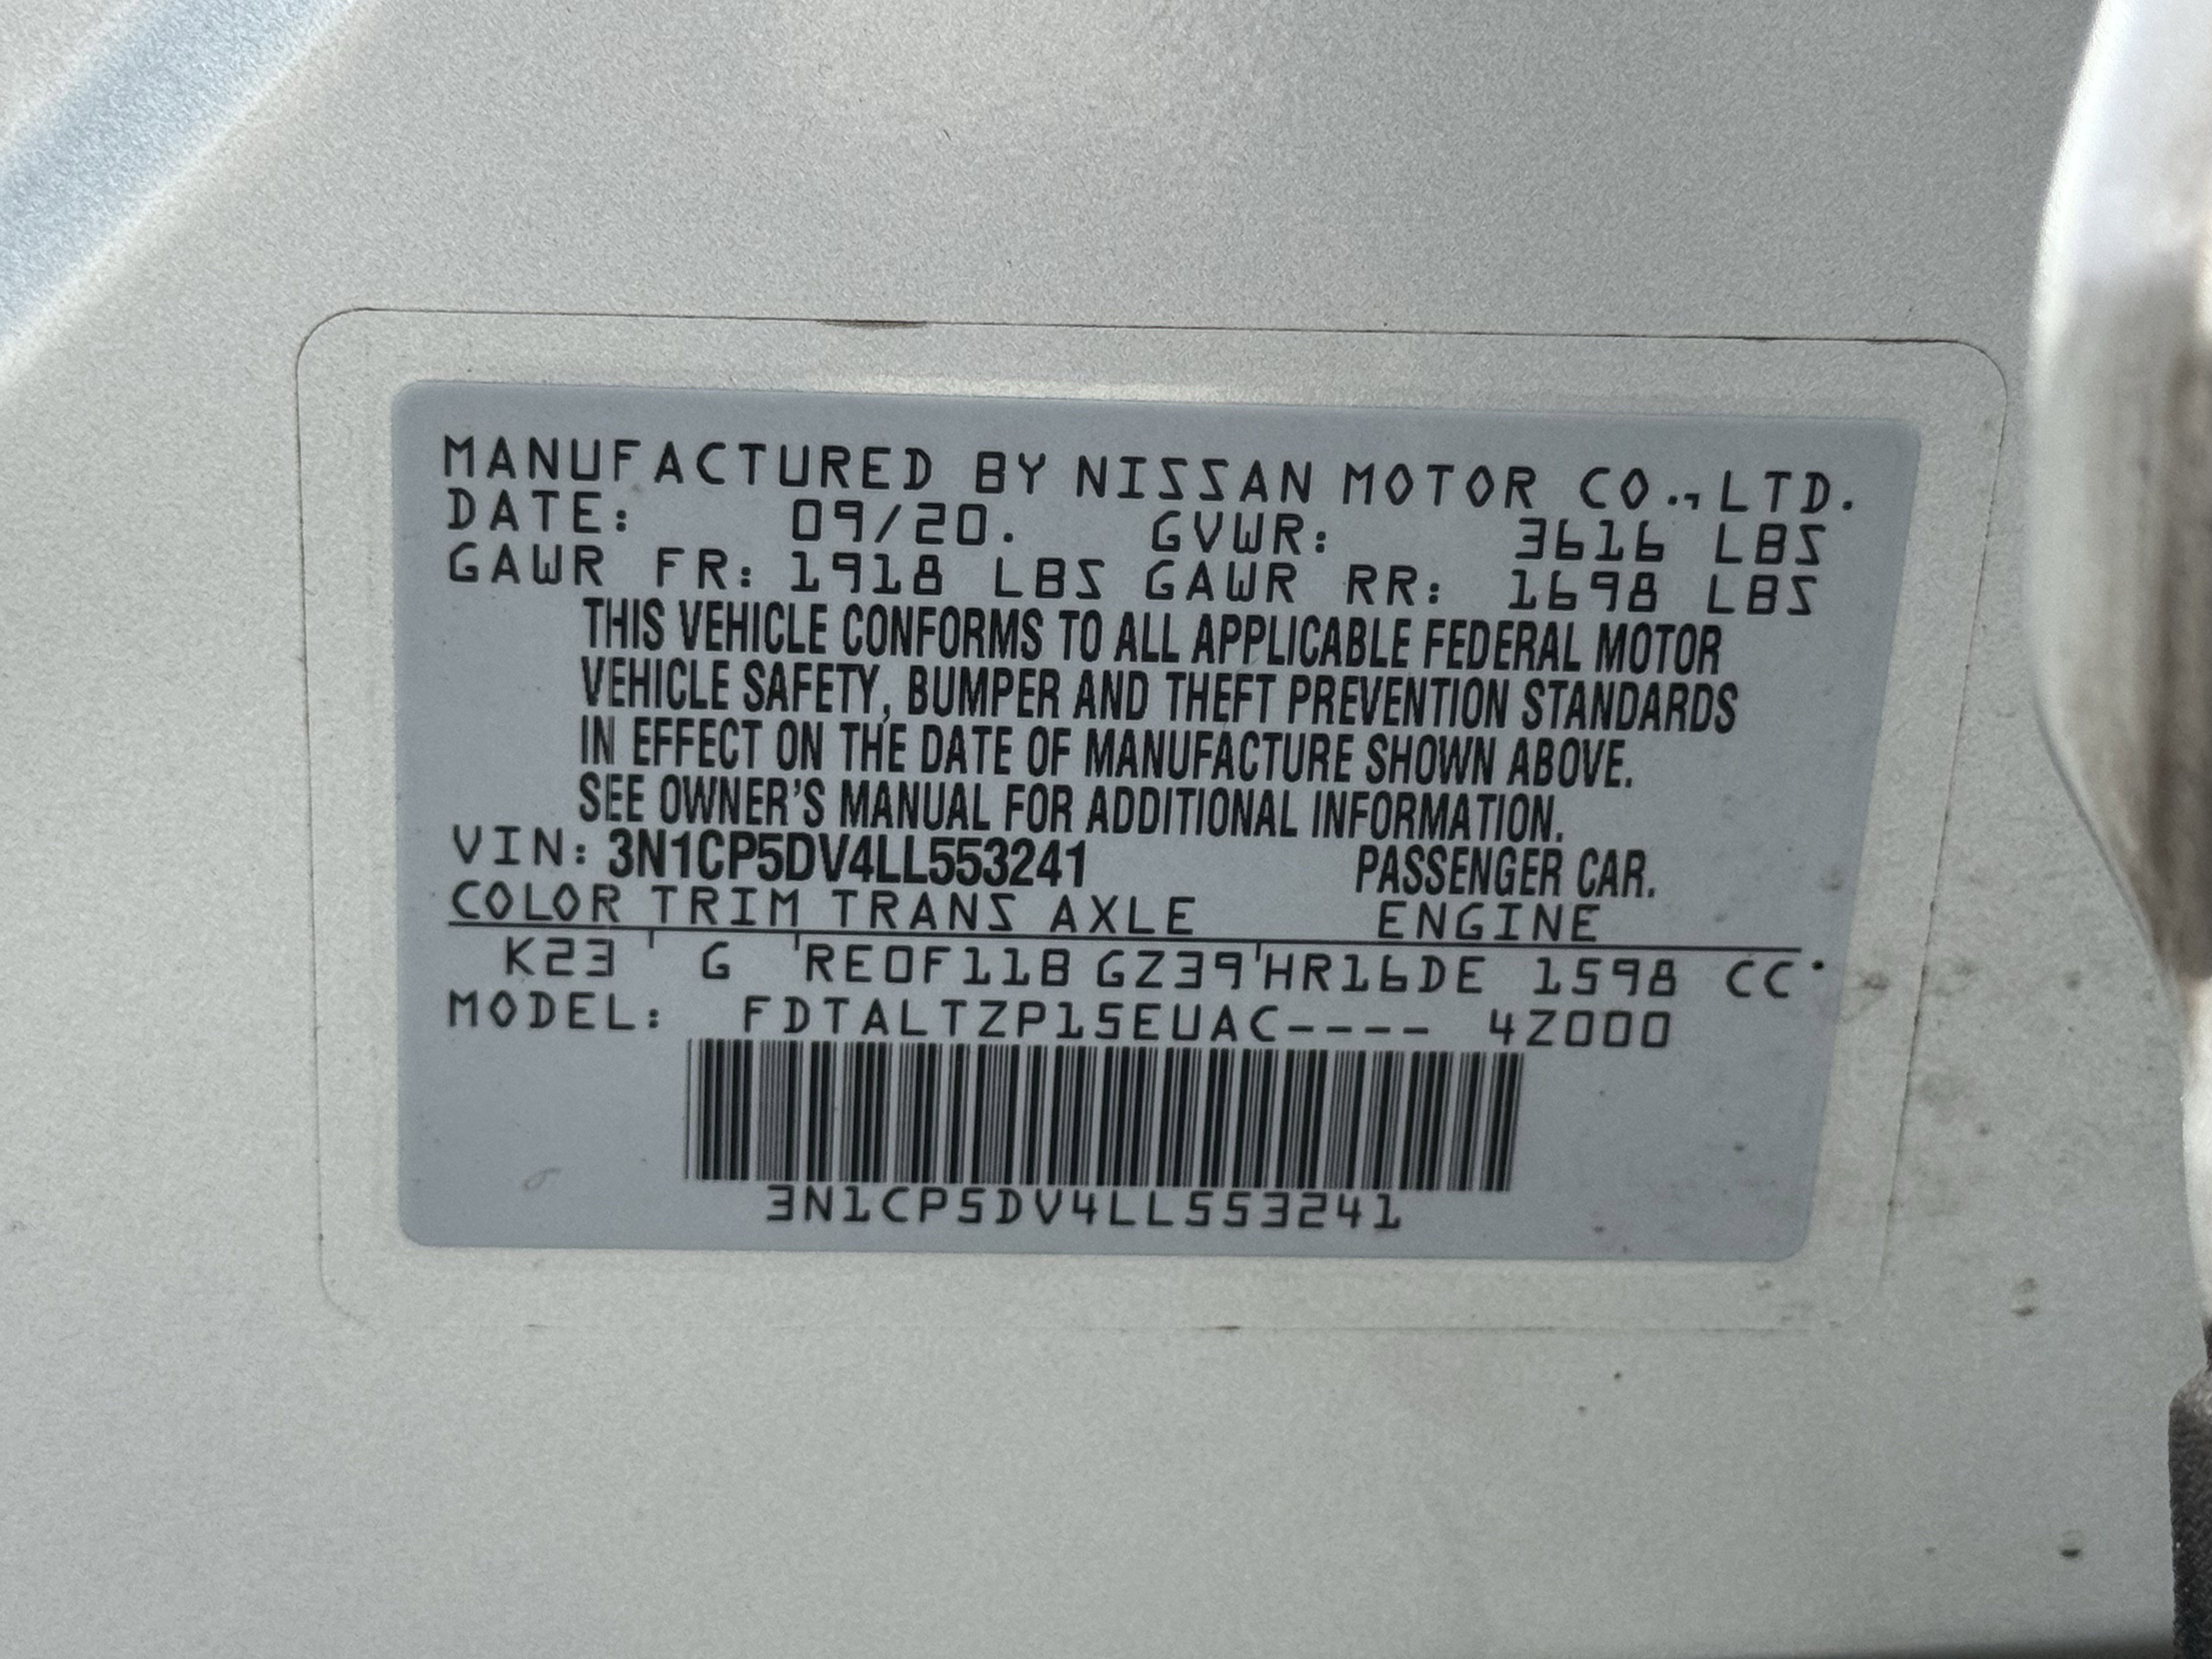 MANUFACTURED BY NISSAN MOTOR CO.,LTD.
DATE: 09/20. GVWR: 3616 LBS
GAWR FR: 1918 LBS GAWR RR: 1698 LBS
THIS VEHICLE CONFORMS TO ALL APPLICABLE FEDERAL MOTOR
VEHICLE SAFETY, BUMPER AND THEFT PREVENTION STANDARDS
IN EFFECT ON THE DATE OF MANUFACTURE SHOWN ABOVE.
SEE OWNER'S MANUAL FOR ADDITIONAL INFORMATION.
VIN: 3N1CP5DV4LL553241 PASSENGER CAR.
COLOR TRIM TRANS AXLE ENGINE
K23 G RE0F11B GZ39 HR16DE 1598 CC
MODEL: FDTALTZP15EUAC---- 4Z000
3N1CP5DV4LL553241